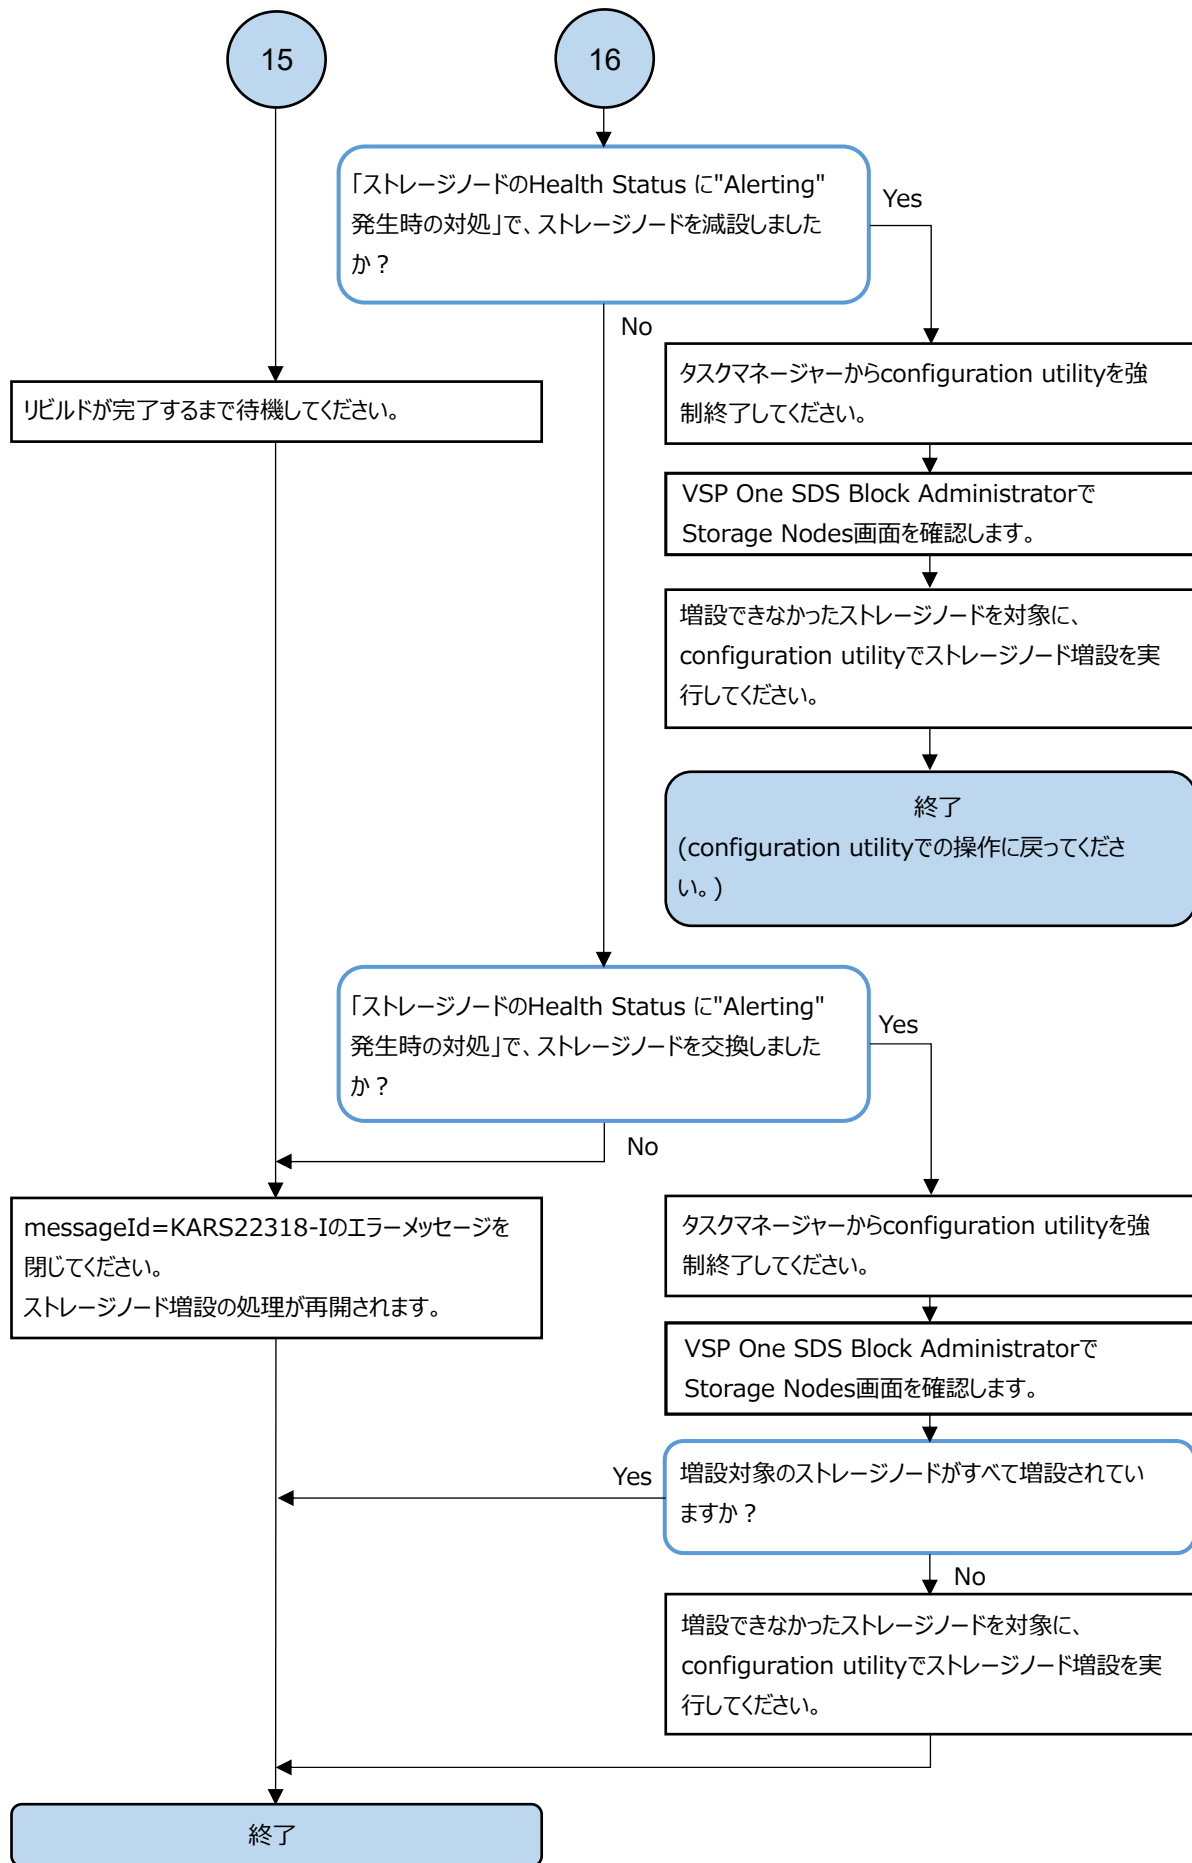 15
16
「ストレージノードのHealth Status に"Alerting"
発生時の対処」で、ストレージノードを減設しました
か？
Yes
No
タスクマネージャーからconfiguration utilityを強
制終了してください。
リビルドが完了するまで待機してください。
VSP One SDS Block Administratorで
Storage Nodes画面を確認します。
増設できなかったストレージノードを対象に、
configuration utilityでストレージノード増設を実
行してください。
終了
(configuration utilityでの操作に戻ってくださ
い。)
「ストレージノードのHealth Status に"Alerting"
発生時の対処」で、ストレージノードを交換しました
か？
Yes
No
messageId=KARS22318-Iのエラーメッセージを
閉じてください。
ストレージノード増設の処理が再開されます。
タスクマネージャーからconfiguration utilityを強
制終了してください。
VSP One SDS Block Administratorで
Storage Nodes画面を確認します。
Yes
増設対象のストレージノードがすべて増設されてい
ますか？
No
増設できなかったストレージノードを対象に、
configuration utilityでストレージノード増設を実
行してください。
終了